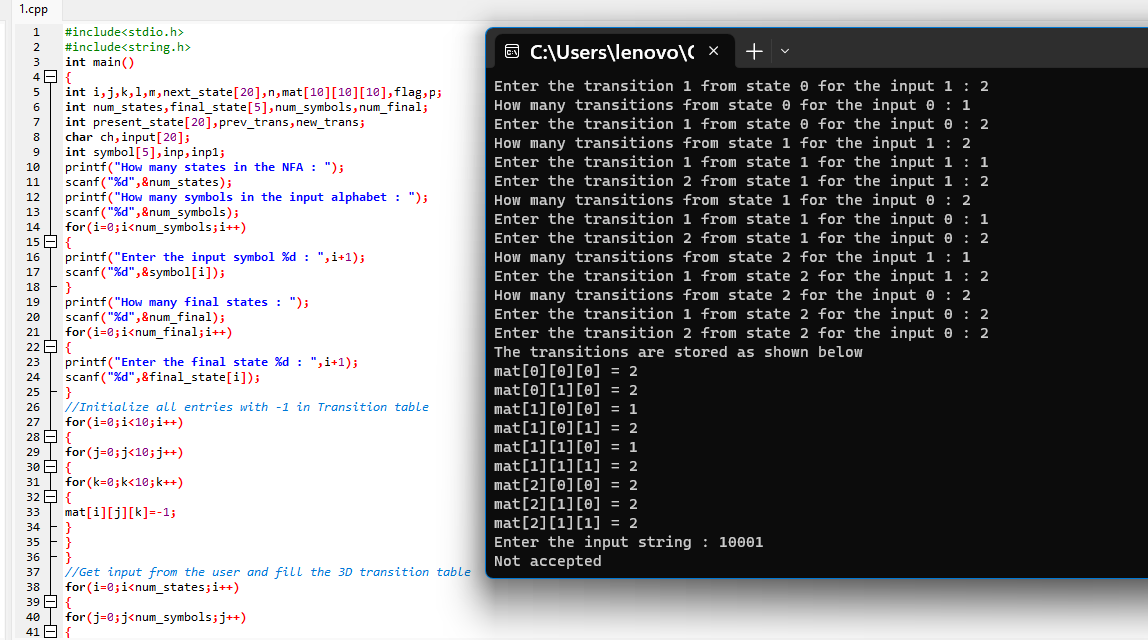 1.cpp
1 #include<stdio.h>
2 #include<string.h>
3 int main()
4 {
5 int i,j,k,l,m,next_state[20],n,mat[10][10][10],flag,p;
6 int num_states,final_state[5],num_symbols,num_final;
7 int present_state[20],prev_trans,new_trans;
8 char ch,input[20];
9 int symbol[5],inp,inp1;
10 printf("How many states in the NFA : ");
11 scanf("%d",&num_states);
12 printf("How many symbols in the input alphabet : ");
13 scanf("%d",&num_symbols);
14 for(i=0;i<num_symbols;i++)
15 {
16 printf("Enter the input symbol %d : ",i+1);
17 scanf("%d",&symbol[i]);
18 }
19 printf("How many final states : ");
20 scanf("%d",&num_final);
21 for(i=0;i<num_final;i++)
22 {
23 printf("Enter the final state %d : ",i+1);
24 scanf("%d",&final_state[i]);
25 }
26 //Initialize all entries with -1 in Transition table
27 for(i=0;i<10;i++)
28 {
29 for(j=0;j<10;j++)
30 {
31 for(k=0;k<10;k++)
32 {
33 mat[i][j][k]=-1;
34 }
35 }
36 }
37 //Get input from the user and fill the 3D transition table
38 for(i=0;i<num_states;i++)
39 {
40 for(j=0;j<num_symbols;j++)
41 {
C:\Users\lenovo\
Enter the transition 1 from state 0 for the input 1 : 2
How many transitions from state 0 for the input 0 : 1
Enter the transition 1 from state 0 for the input 0 : 2
How many transitions from state 1 for the input 1 : 2
Enter the transition 1 from state 1 for the input 1 : 1
Enter the transition 2 from state 1 for the input 1 : 2
How many transitions from state 1 for the input 0 : 2
Enter the transition 1 from state 1 for the input 0 : 1
Enter the transition 2 from state 1 for the input 0 : 2
How many transitions from state 2 for the input 1 : 1
Enter the transition 1 from state 2 for the input 1 : 2
How many transitions from state 2 for the input 0 : 2
Enter the transition 1 from state 2 for the input 0 : 2
Enter the transition 2 from state 2 for the input 0 : 2
The transitions are stored as shown below
mat[0][0][0] = 2
mat[0][1][0] = 2
mat[1][0][0] = 1
mat[1][0][1] = 2
mat[1][1][0] = 1
mat[1][1][1] = 2
mat[2][0][0] = 2
mat[2][1][0] = 2
mat[2][1][1] = 2
Enter the input string : 10001
Not accepted